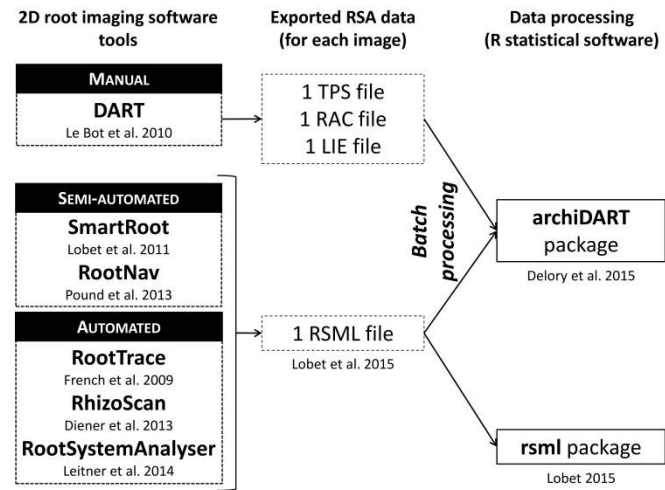 2D root imaging software
tools
Exported RSA data
(for each image)
Data processing
(R statistical software)
MANUAL
DART
Le Bot et al. 2010
1 TPS file
1 RAC file
1 LIE file
SEMI-AUTOMATED
SmartRoot
Lobet et al. 2011
RootNav
Pound et al. 2013
AUTOMATED
RootTrace
French et al. 2009
RhizoScan
Diener et al. 2013
RootSystemAnalyser
Leitner et al. 2014
1 RSML file
Lobet et al. 2015
Batch
processing
archiDART
package
Delory et al. 2015
rsml package
Lobet 2015